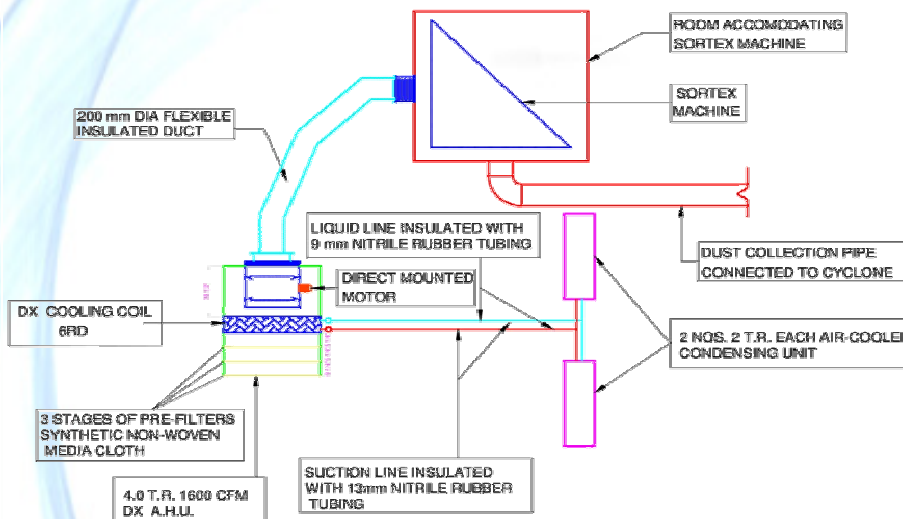 ROOM ACCOMODATING
SORTEX MACHINE
SORTEX
MACHINE
200 mm DIA FLEXIBLE
INSULATED DUCT
LIQUID LINE INSULATED WITH
9 mm NITRILE RUBBER TUBING
DUST COLLECTION PIPE
CONNECTED TO CYCLONE
DIRECT MOUNTED
MOTOR
DX COOLING COIL
6RD
2 NOS. 2 T.R. EACH AIR-COOLED
CONDENSING UNIT
3 STAGES OF PRE-FILTERS
SYNTHETIC NON-WOVEN
MEDIA CLOTH
SUCTION LINE INSULATED
WITH 13mm NITRILE RUBBER
TUBING
4.0 T.R. 1600 CFM
DX A.H.U.